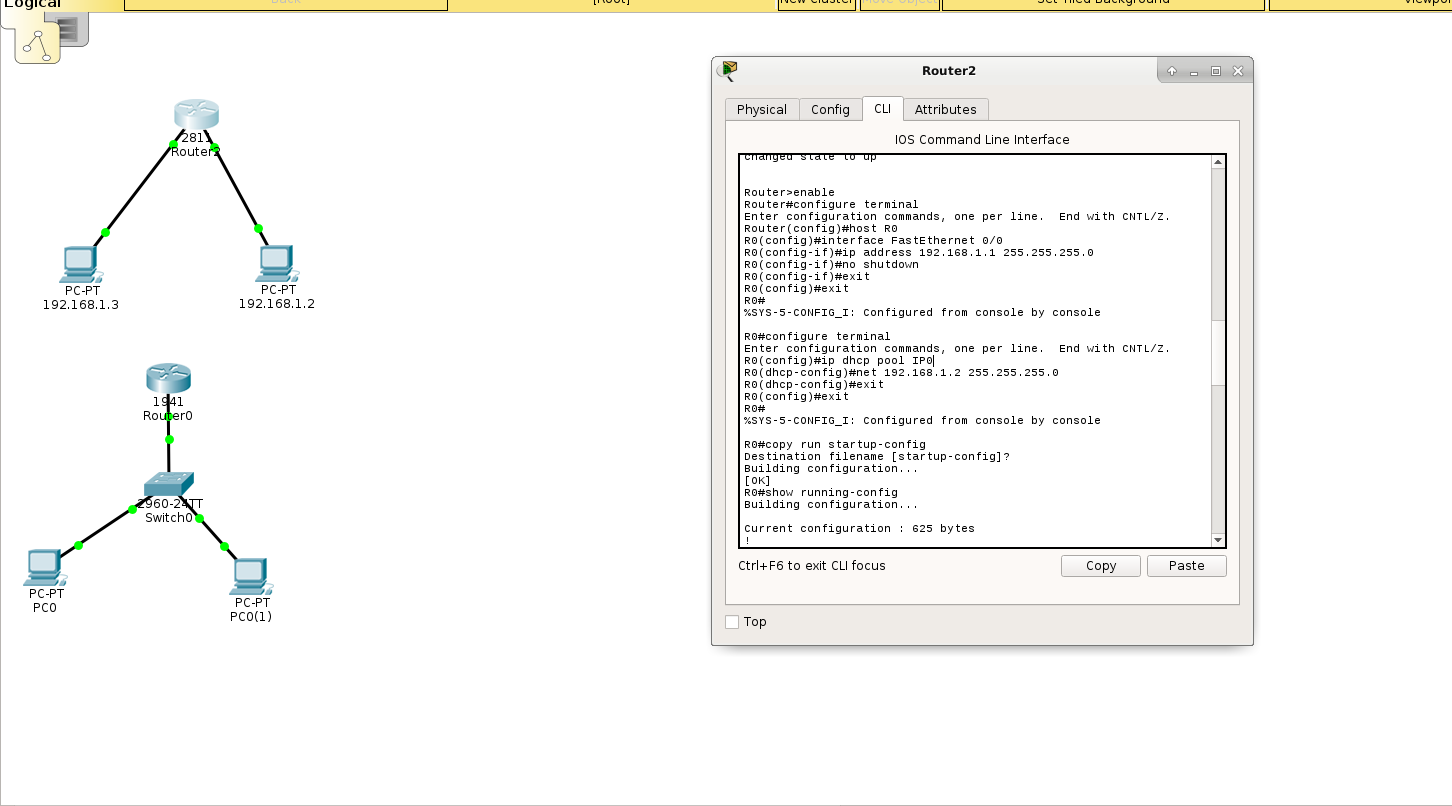 Logical
Back
[Root]
New Cluster
Move Object
Set Tiled Background
2811
Router2
PC-PT
192.168.1.3
PC-PT
192.168.1.2
1941
Router0
2960-24TT
Switch0
PC-PT
PC0
PC-PT
PC0(1)
Router2
Physical
Config
CLI
Attributes
IOS Command Line Interface
changed state to up
Router>enable
Router#configure terminal
Enter configuration commands, one per line.  End with CNTL/Z.
Router(config)#host R0
R0(config)#interface FastEthernet 0/0
R0(config-if)#ip address 192.168.1.1 255.255.255.0
R0(config-if)#no shutdown
R0(config-if)#exit
R0(config)#exit
R0#
%SYS-5-CONFIG_I: Configured from console by console
R0#configure terminal
Enter configuration commands, one per line.  End with CNTL/Z.
R0(config)#ip dhcp pool IP0
R0(dhcp-config)#net 192.168.1.2 255.255.255.0
R0(dhcp-config)#exit
R0(config)#exit
R0#
%SYS-5-CONFIG_I: Configured from console by console
R0#copy run startup-config
Destination filename [startup-config]?
Building configuration...
[OK]
R0#show running-config
Building configuration...
Current configuration : 625 bytes
!
Ctrl+F6 to exit CLI focus
Copy
Paste
Top